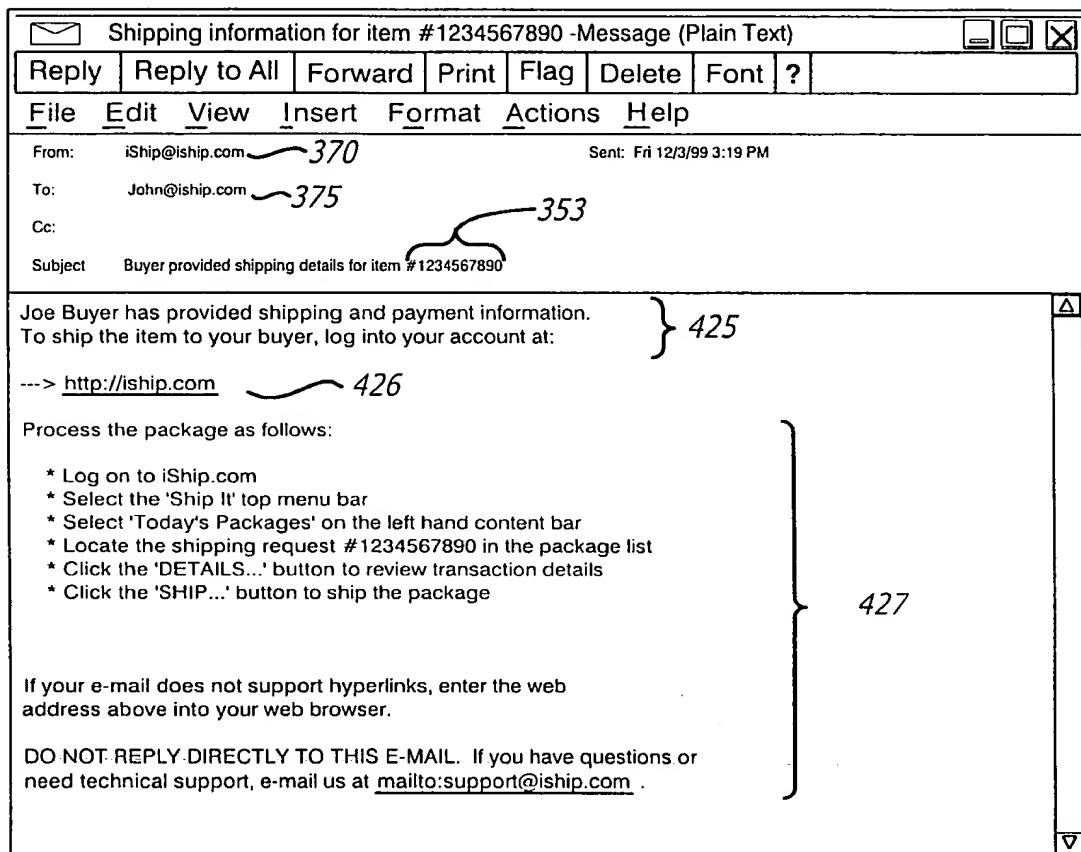 Shipping information for item #1234567890 -Message (Plain Text)
Reply Reply to All Forward Print Flag Delete Font ?
File Edit View Insert Format Actions Help
From: iShip@iship.com 370 Sent: Fri 12/3/99 3:19 PM
To: John@iship.com 375
353
Cc:
Subject Buyer provided shipping details for item #1234567890
Joe Buyer has provided shipping and payment information.
To ship the item to your buyer, log into your account at:
425
---> http://iship.com 426
Process the package as follows:
* Log on to iShip.com
* Select the 'Ship It' top menu bar
* Select 'Today's Packages' on the left hand content bar
* Locate the shipping request #1234567890 in the package list
* Click the 'DETAILS...' button to review transaction details
* Click the 'SHIP...' button to ship the package
427
If your e-mail does not support hyperlinks, enter the web
address above into your web browser.
DO NOT REPLY DIRECTLY TO THIS E-MAIL. If you have questions or
need technical support, e-mail us at mailto:support@iship.com .